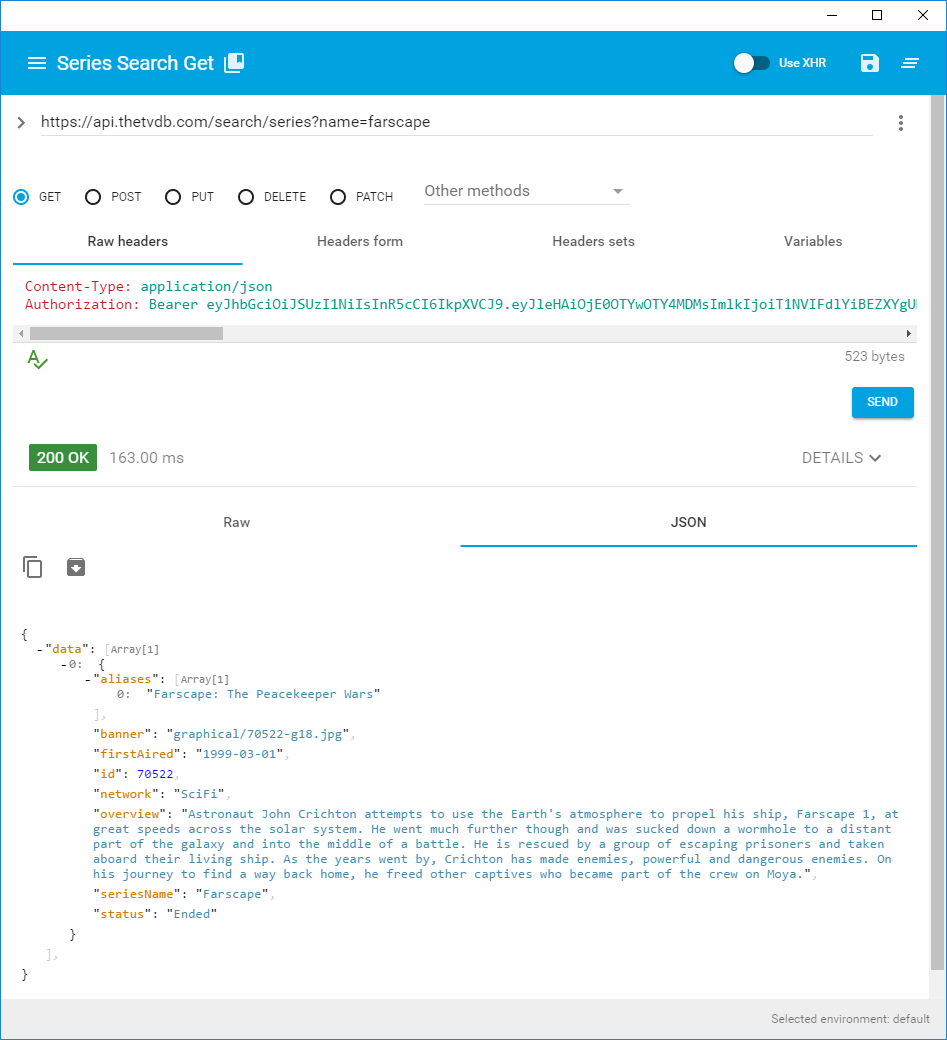 Series Search Get
Use XHR
https://api.thetvdb.com/search/series?name=farscape
GET POST PUT DELETE PATCH Other methods
Raw headers Headers form Headers sets Variables
Content-Type: application/json
Authorization: Bearer eyJhbGciOiJSUzI1NiIsInR5cCI6IkpXVCJ9.eyJleHAiOjE0OTYwOTY4MDMsImlkIjoiT1NVIFdlYiBEZXYgU
523 bytes
SEND
200 OK 163.00 ms DETAILS
Raw JSON
{
-"data": [Array[1]
-0: {
-"aliases": [Array[1]
0: "Farscape: The Peacekeeper Wars"
],
"banner": "graphical/70522-g18.jpg",
"firstAired": "1999-03-01",
"id": 70522,
"network": "SciFi",
"overview": "Astronaut John Crichton attempts to use the Earth's atmosphere to propel his ship, Farscape 1, at
great speeds across the solar system. He went much further though and was sucked down a wormhole to a distant
part of the galaxy and into the middle of a battle. He is rescued by a group of escaping prisoners and taken
aboard their living ship. As the years went by, Crichton has made enemies, powerful and dangerous enemies. On
his journey to find a way back home, he freed other captives who became part of the crew on Moya.",
"seriesName": "Farscape",
"status": "Ended"
}
],
}
Selected environment: default